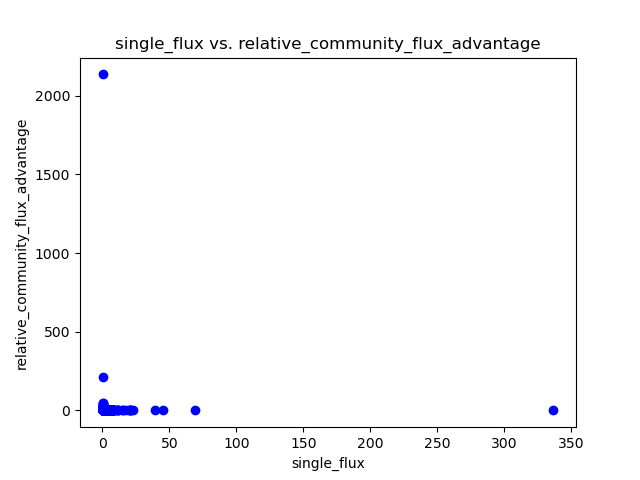 single_flux vs. relative_community_flux_advantage
relative_community_flux_advantage
2000
1500
1000
500
0
0 50 100 150 200 250 300 350
single_flux